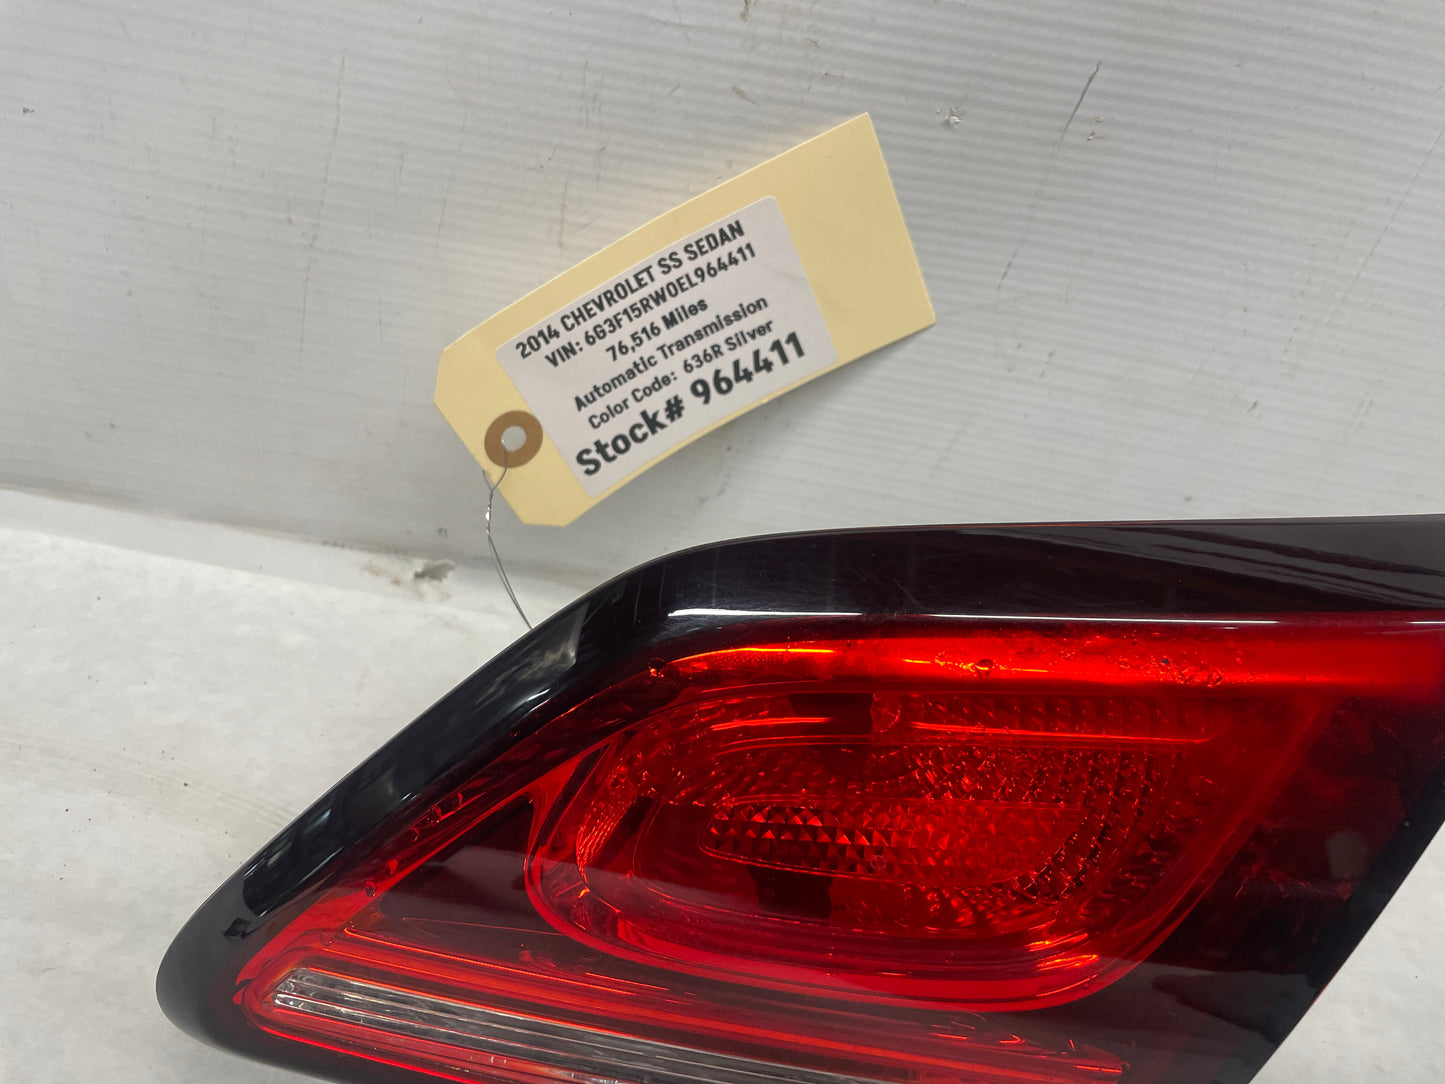 2014 CHEVROLET SS SEDAN
VIN: 6G3F15RW0EL964411
76,516 Miles
Automatic Transmission
Color Code: 636R Silver
Stock# 964411